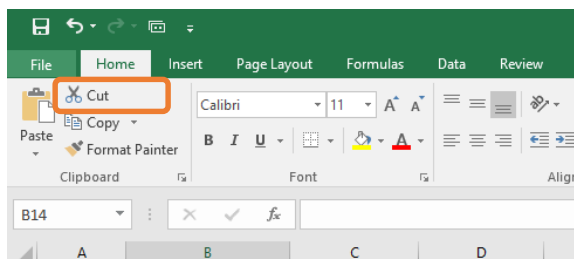 File Home Insert Page Layout Formulas Data Review
Cut
Calibri 11 A A
Copy
Paste
Format Painter
B I U A
Clipboard Font Align
B14 fx
A B C D